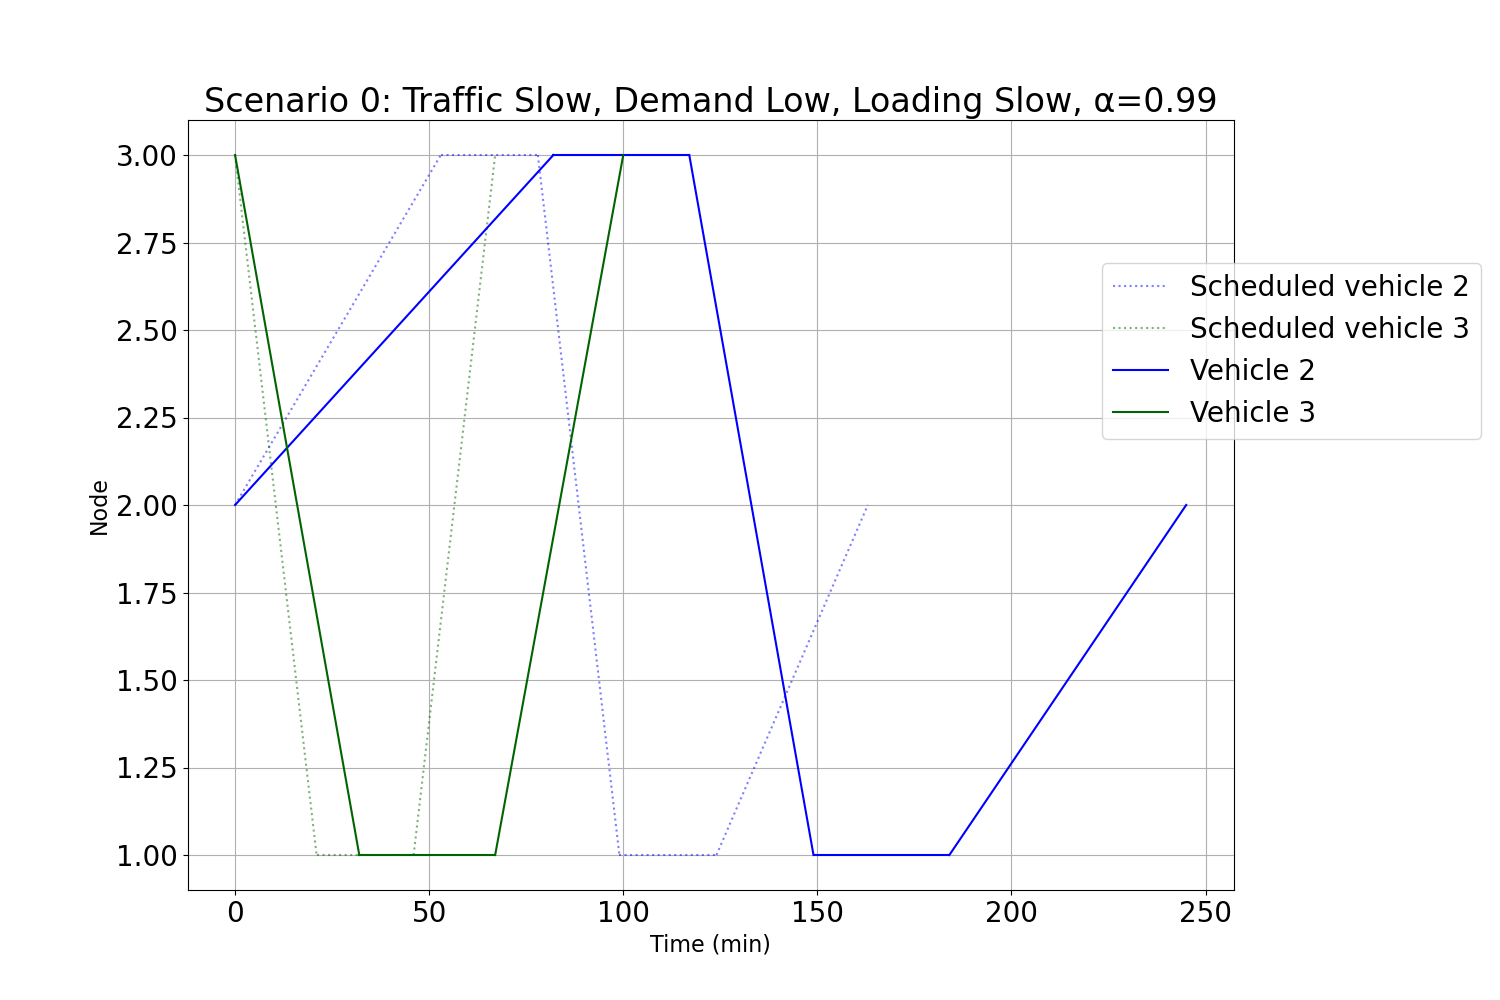 Scenario 0: Traffic Slow, Demand Low, Loading Slow, α=0.99
3.00
2.75
2.50
2.25
2.00
1.75
1.50
1.25
1.00
Node
0 50 100 150 200 250
Time (min)
Scheduled vehicle 2
Scheduled vehicle 3
Vehicle 2
Vehicle 3